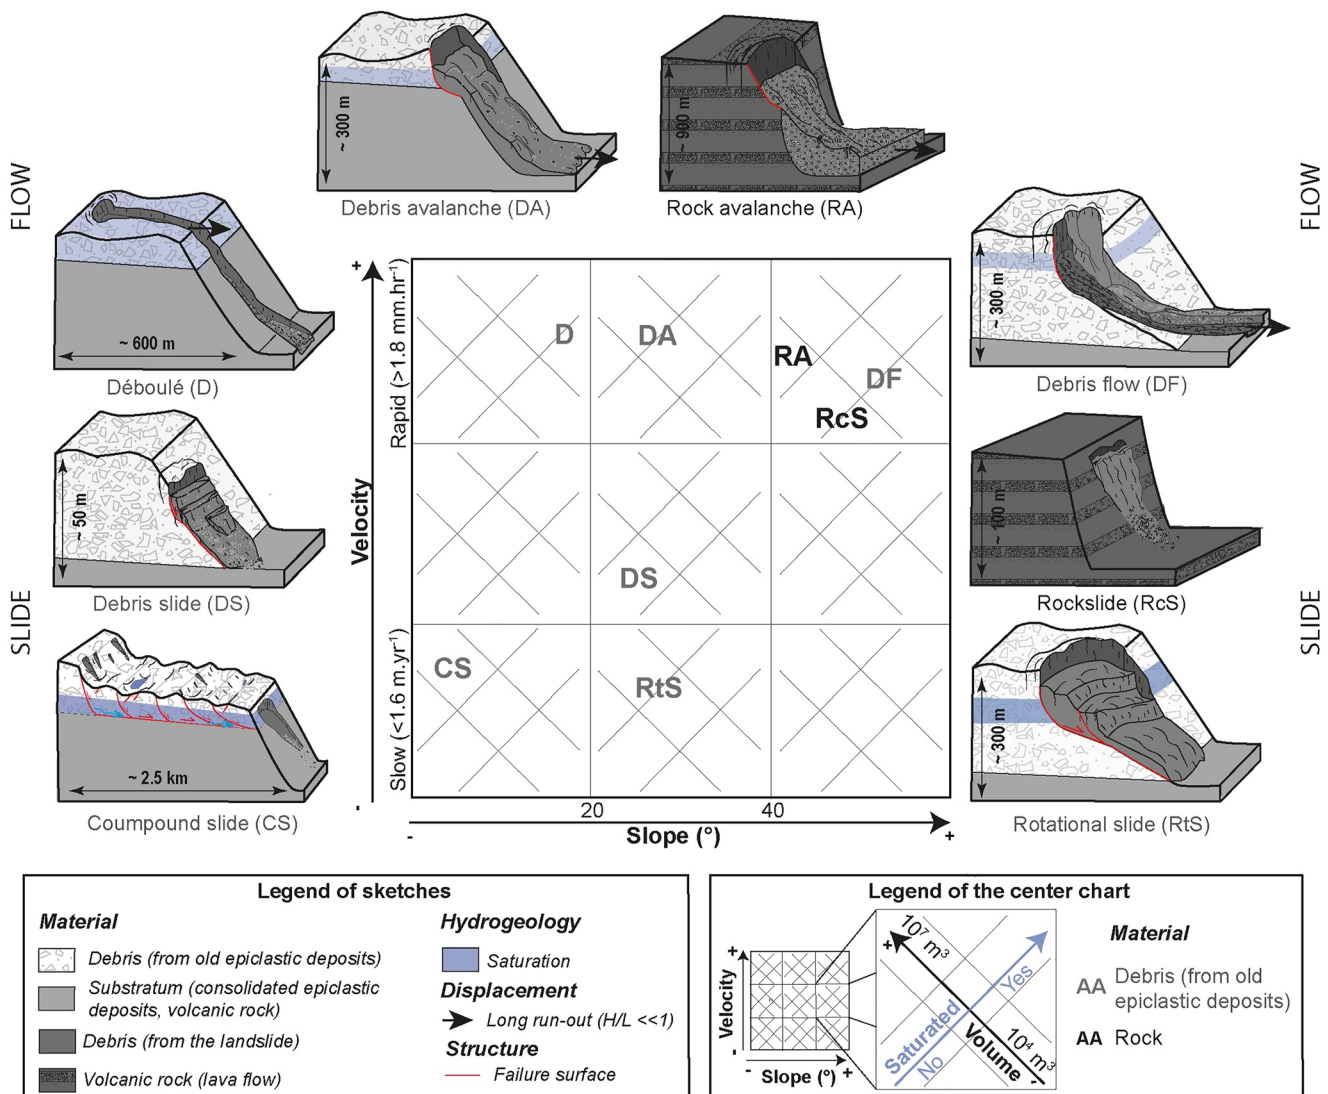 ~ 300 m
Debris avalanche (DA)
~ 900 m
Rock avalanche (RA)
FLOW
FLOW
~ 600 m
Déboulé (D)
~ 300 m
Debris flow (DF)
~ 50 m
Debris slide (DS)
~ 100 m
Rockslide (RcS)
SLIDE
SLIDE
~ 2.5 km
Coumpound slide (CS)
~ 300 m
Rotational slide (RtS)
+
Rapid (>1.8 mm.hr⁻¹)
Velocity
Slow (<1.6 m.yr⁻¹)
-
D
DA
RA
DF
RcS
DS
CS
RtS
20
40
-
Slope (°)
+
Legend of sketches
Material
Debris (from old epiclastic deposits)
Substratum (consolidated epiclastic
deposits, volcanic rock)
Debris (from the landslide)
Volcanic rock (lava flow)
Hydrogeology
Saturation
Displacement
Long run-out (H/L <<1)
Structure
Failure surface
Legend of the center chart
+
Velocity
-
- Slope (°) +
+
10⁷ m³
Saturated
Yes
No
Volume
10⁴ m³
-
Material
AA Debris (from old
epiclastic deposits)
AA Rock